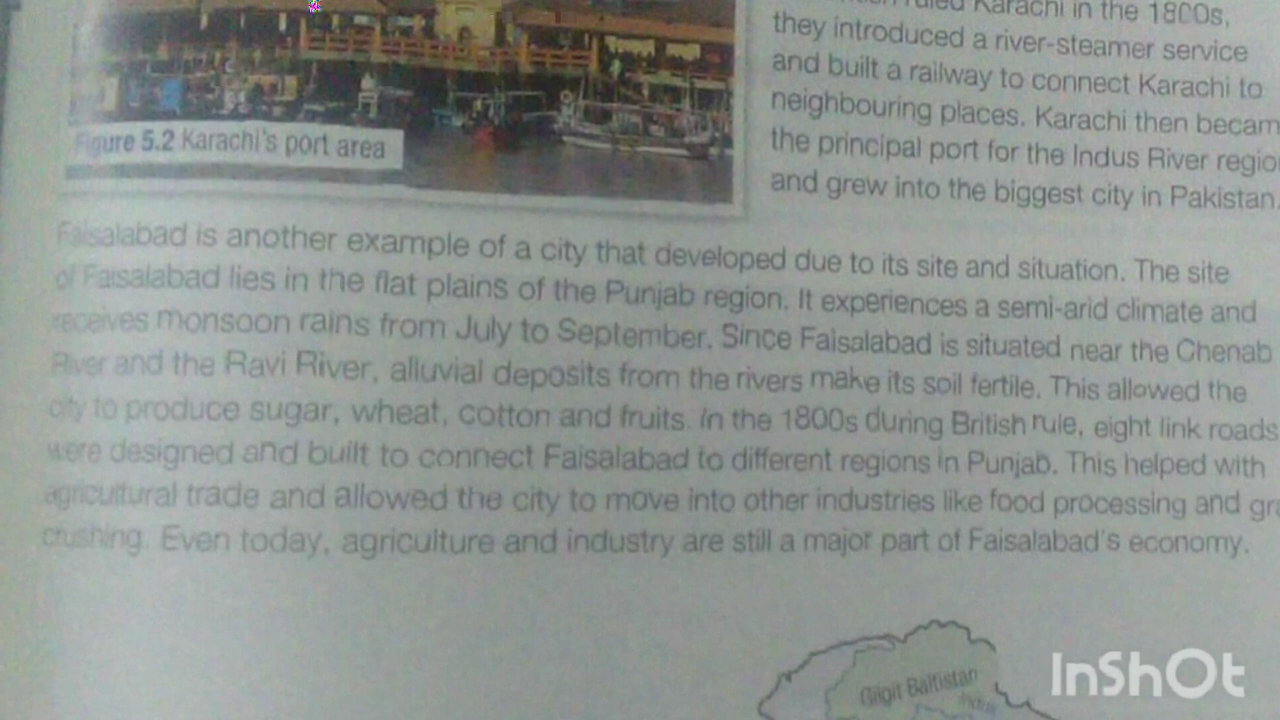 Karachi in the 1800s,
they introduced a river-steamer service
and built a railway to connect Karachi to
neighbouring places. Karachi then becam
the principal port for the Indus River regio
and grew into the biggest city in Pakistan.
Figure 5.2 Karachi's port area
Faisalabad is another example of a city that developed due to its site and situation. The site
of Faisalabad lies in the flat plains of the Punjab region. It experiences a semi-arid climate and
receives monsoon rains from July to September. Since Faisalabad is situated near the Chenab
River and the Ravi River, alluvial deposits from the rivers make its soil fertile. This allowed the
city to produce sugar, wheat, cotton and fruits. In the 1800s during British rule, eight link roads
were designed and built to connect Faisalabad to different regions in Punjab. This helped with
agricultural trade and allowed the city to move into other industries like food processing and gr
crushing. Even today, agriculture and industry are still a major part of Faisalabad's economy.
Gilgit Baltistan
Indus
InShOt